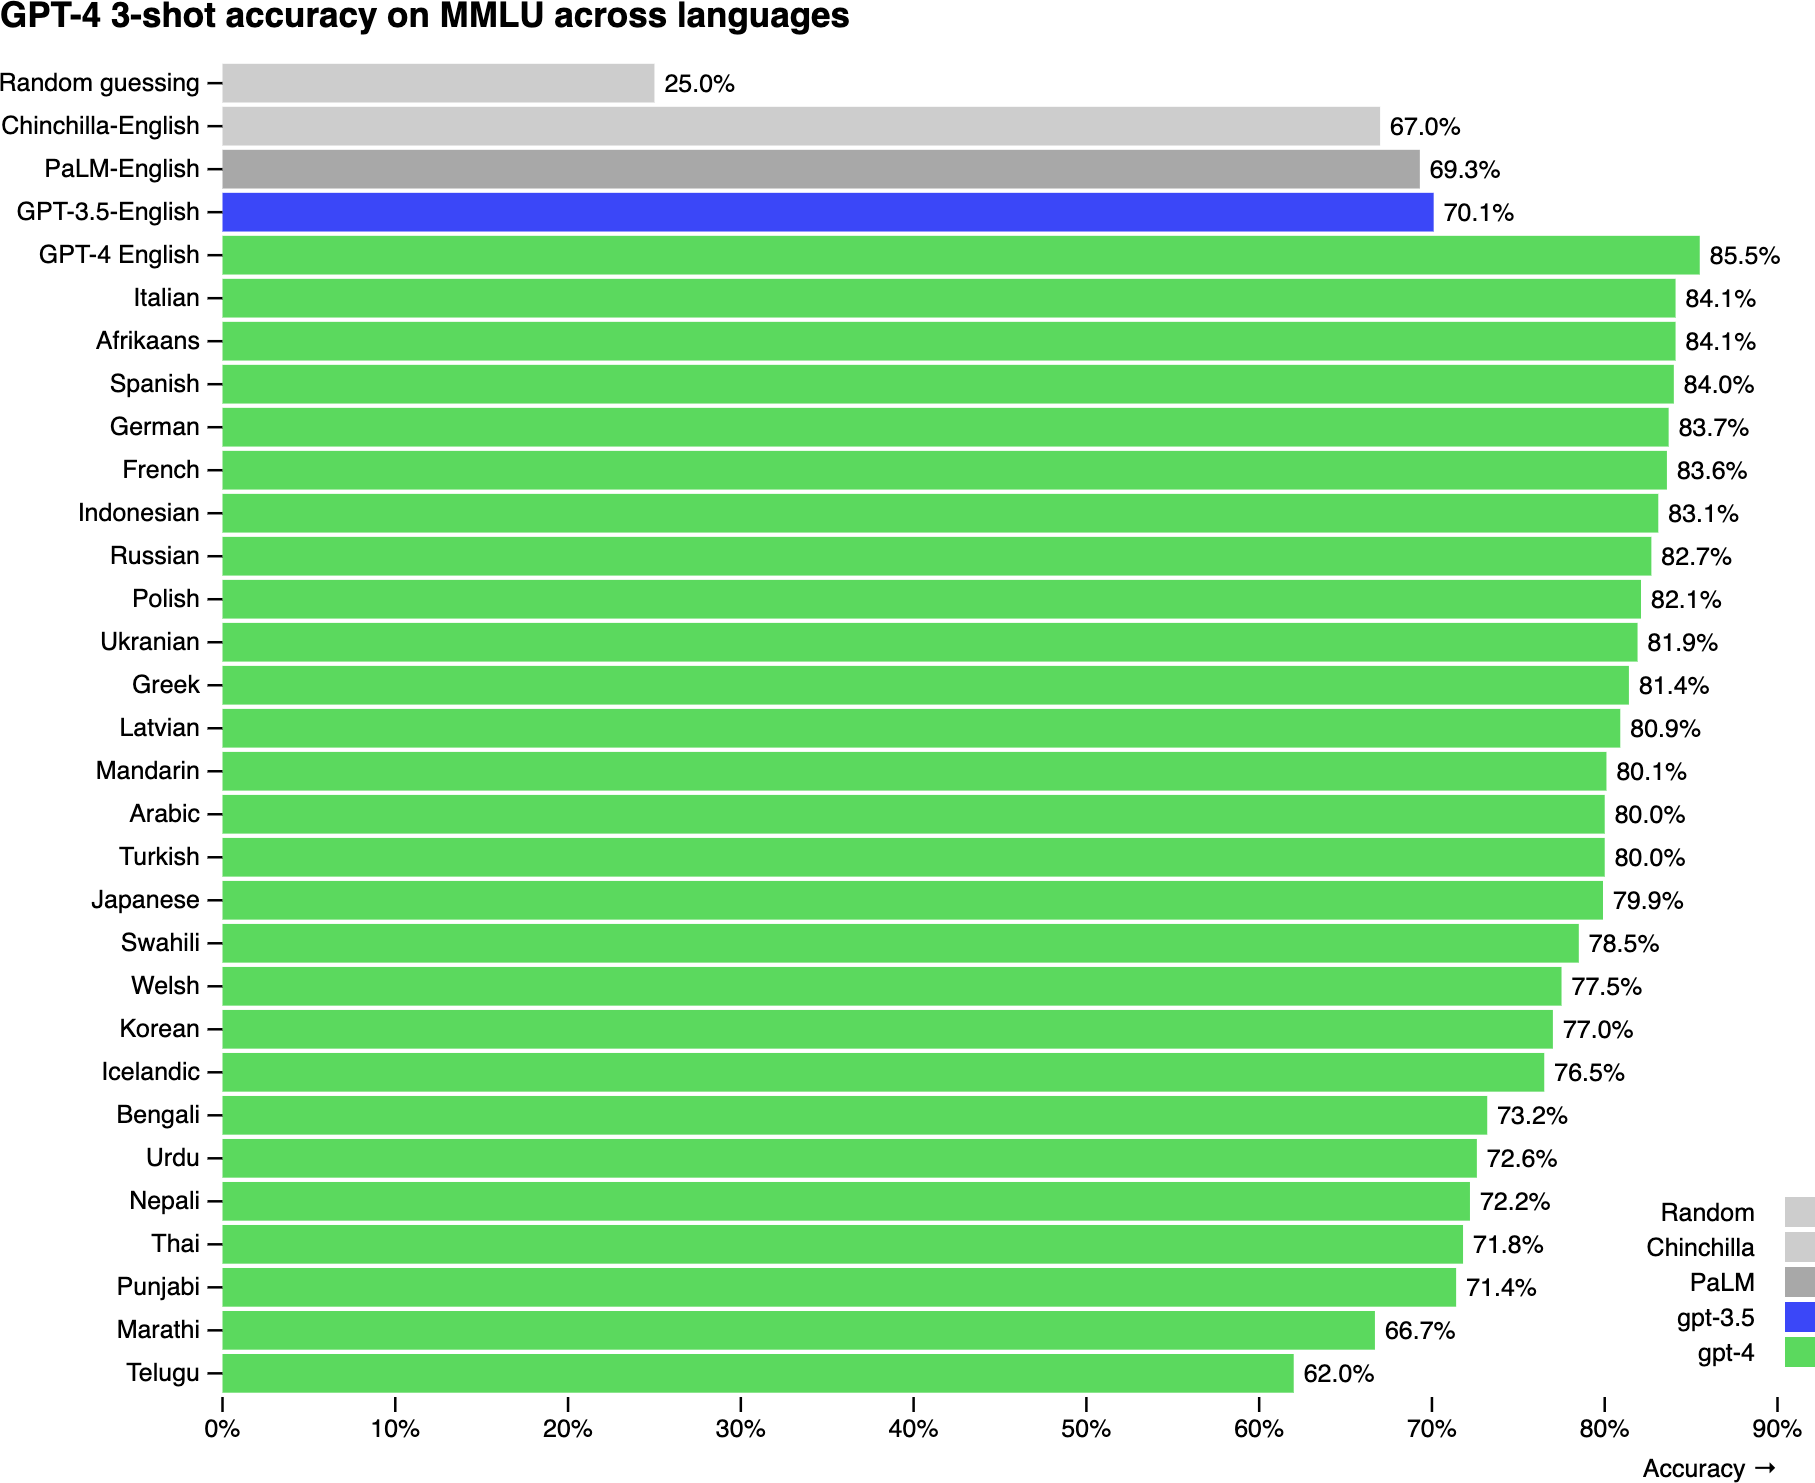 GPT-4 3-shot accuracy on MMLU across languages
Random guessing 25.0%
Chinchilla-English 67.0%
PaLM-English 69.3%
GPT-3.5-English 70.1%
GPT-4 English 85.5%
Italian 84.1%
Afrikaans 84.1%
Spanish 84.0%
German 83.7%
French 83.6%
Indonesian 83.1%
Russian 82.7%
Polish 82.1%
Ukranian 81.9%
Greek 81.4%
Latvian 80.9%
Mandarin 80.1%
Arabic 80.0%
Turkish 80.0%
Japanese 79.9%
Swahili 78.5%
Welsh 77.5%
Korean 77.0%
Icelandic 76.5%
Bengali 73.2%
Urdu 72.6%
Nepali 72.2%
Thai 71.8%
Punjabi 71.4%
Marathi 66.7%
Telugu 62.0%
Random
Chinchilla
PaLM
gpt-3.5
gpt-4
0% 10% 20% 30% 40% 50% 60% 70% 80% 90%
Accuracy →